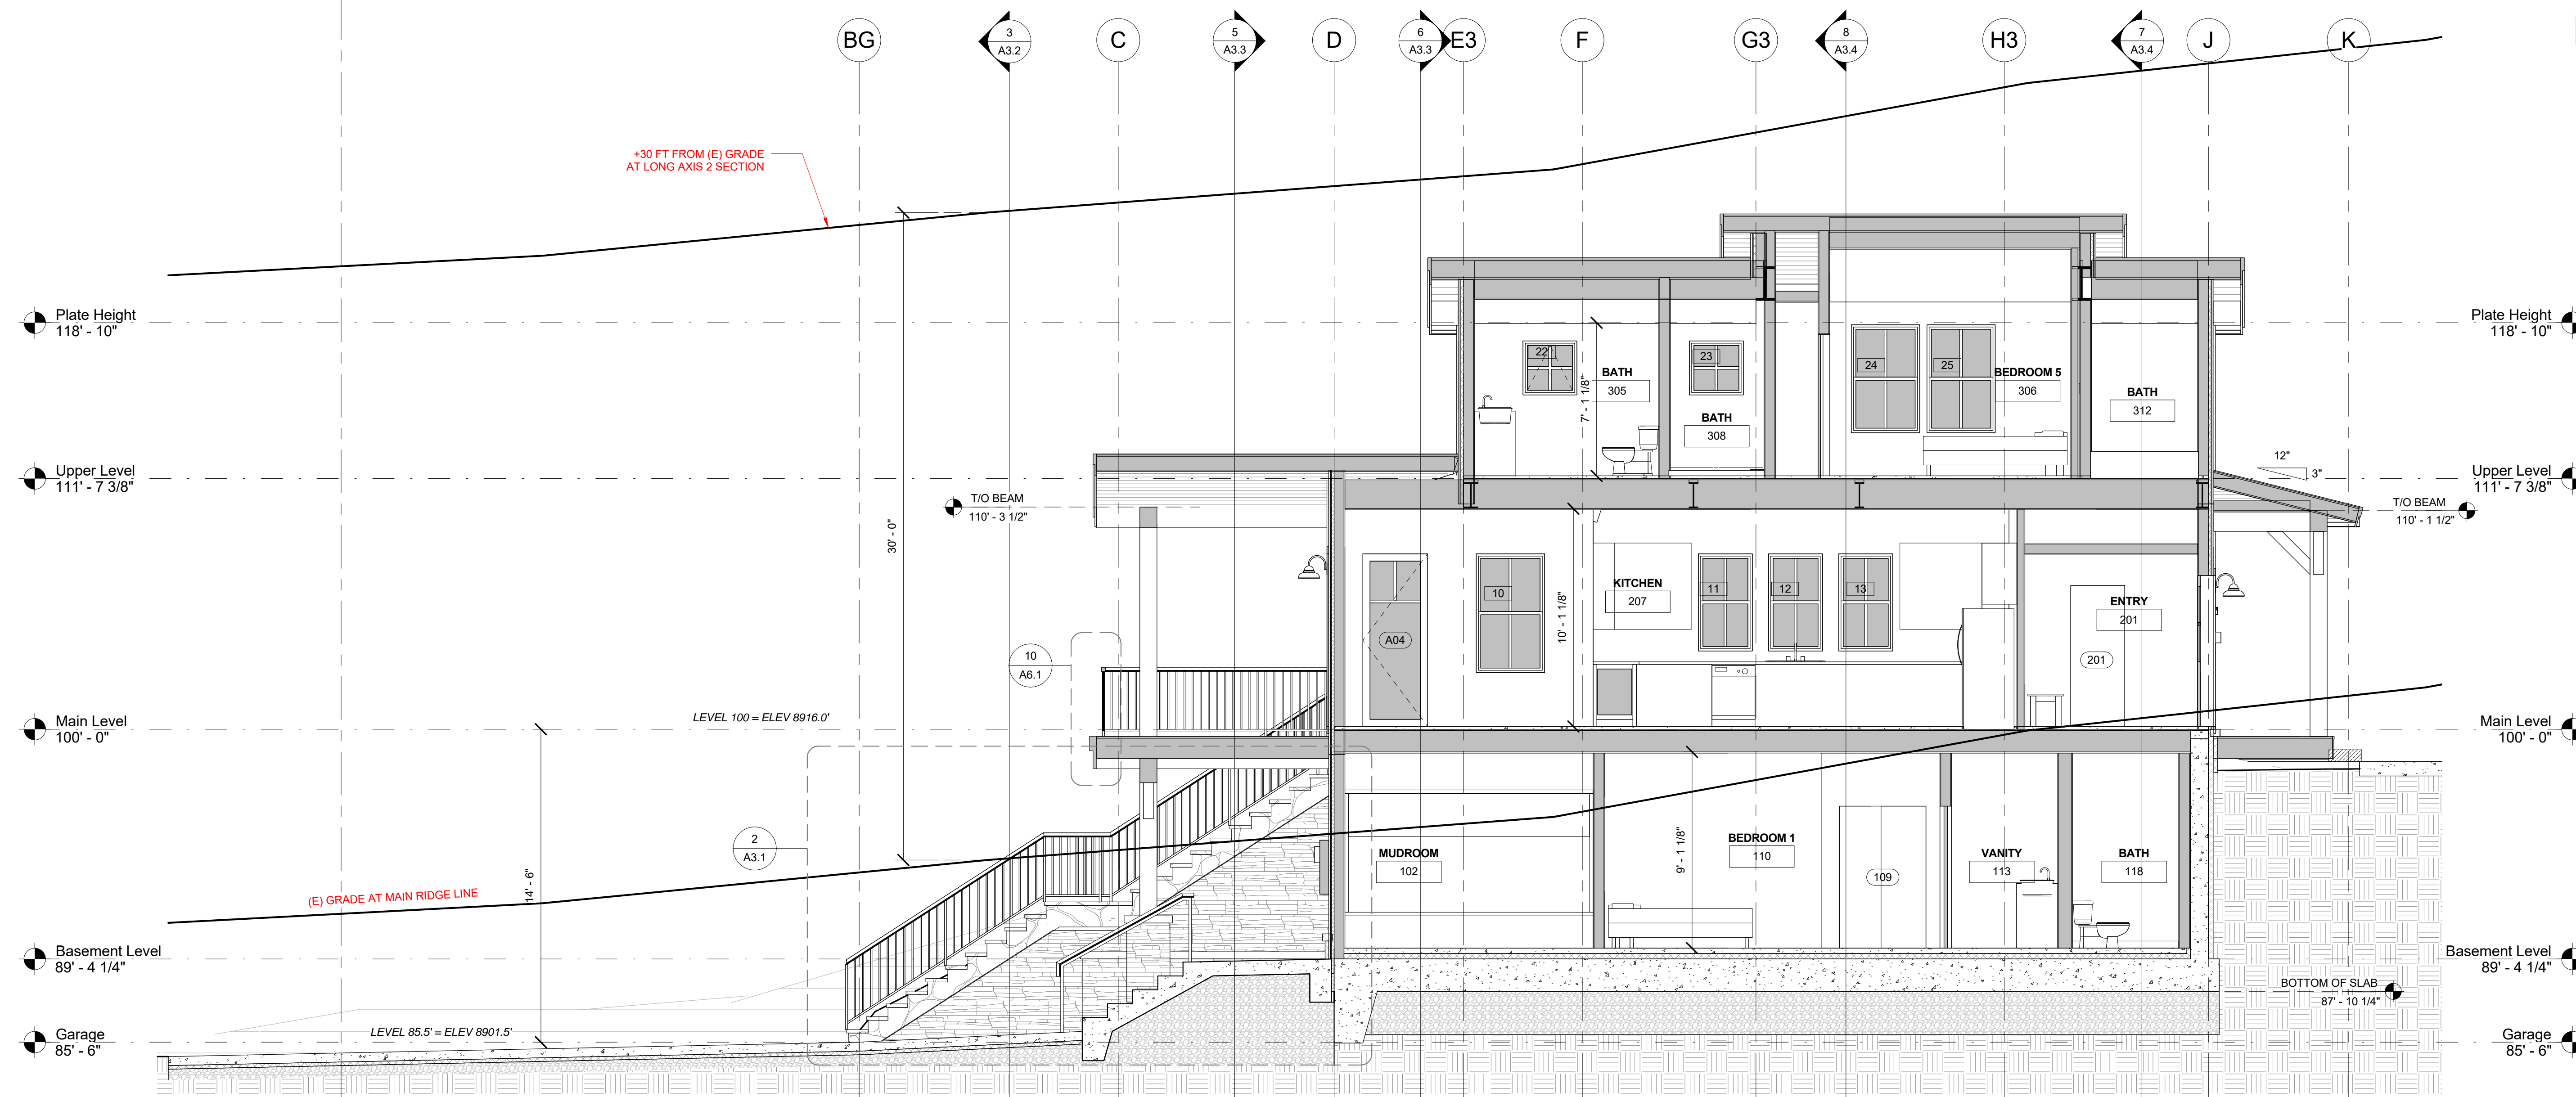 BG
3
A3.2
C
5
A3.3
D
6
A3.3
E3
F
G3
8
A3.4
H3
7
A3.4
J
K
+30 FT FROM (E) GRADE
AT LONG AXIS 2 SECTION
Plate Height
118' - 10"
Plate Height
118' - 10"
22
23
24
25
BATH
305
7' - 1 1/8"
BATH
308
BEDROOM 5
306
BATH
312
Upper Level
111' - 7 3/8"
12"
3"
Upper Level
111' - 7 3/8"
T/O BEAM
110' - 3 1/2"
T/O BEAM
110' - 1 1/2"
30' - 0"
10
KITCHEN
207
11
12
13
10' - 1 1/8"
ENTRY
201
A04
201
10
A6.1
Main Level
100' - 0"
LEVEL 100 = ELEV 8916.0'
Main Level
100' - 0"
2
A3.1
14' - 6"
(E) GRADE AT MAIN RIDGE LINE
MUDROOM
102
9' - 1 1/8"
BEDROOM 1
110
109
VANITY
113
BATH
118
Basement Level
89' - 4 1/4"
Basement Level
89' - 4 1/4"
BOTTOM OF SLAB
87' - 10 1/4"
Garage
85' - 6"
LEVEL 85.5' = ELEV 8901.5'
Garage
85' - 6"